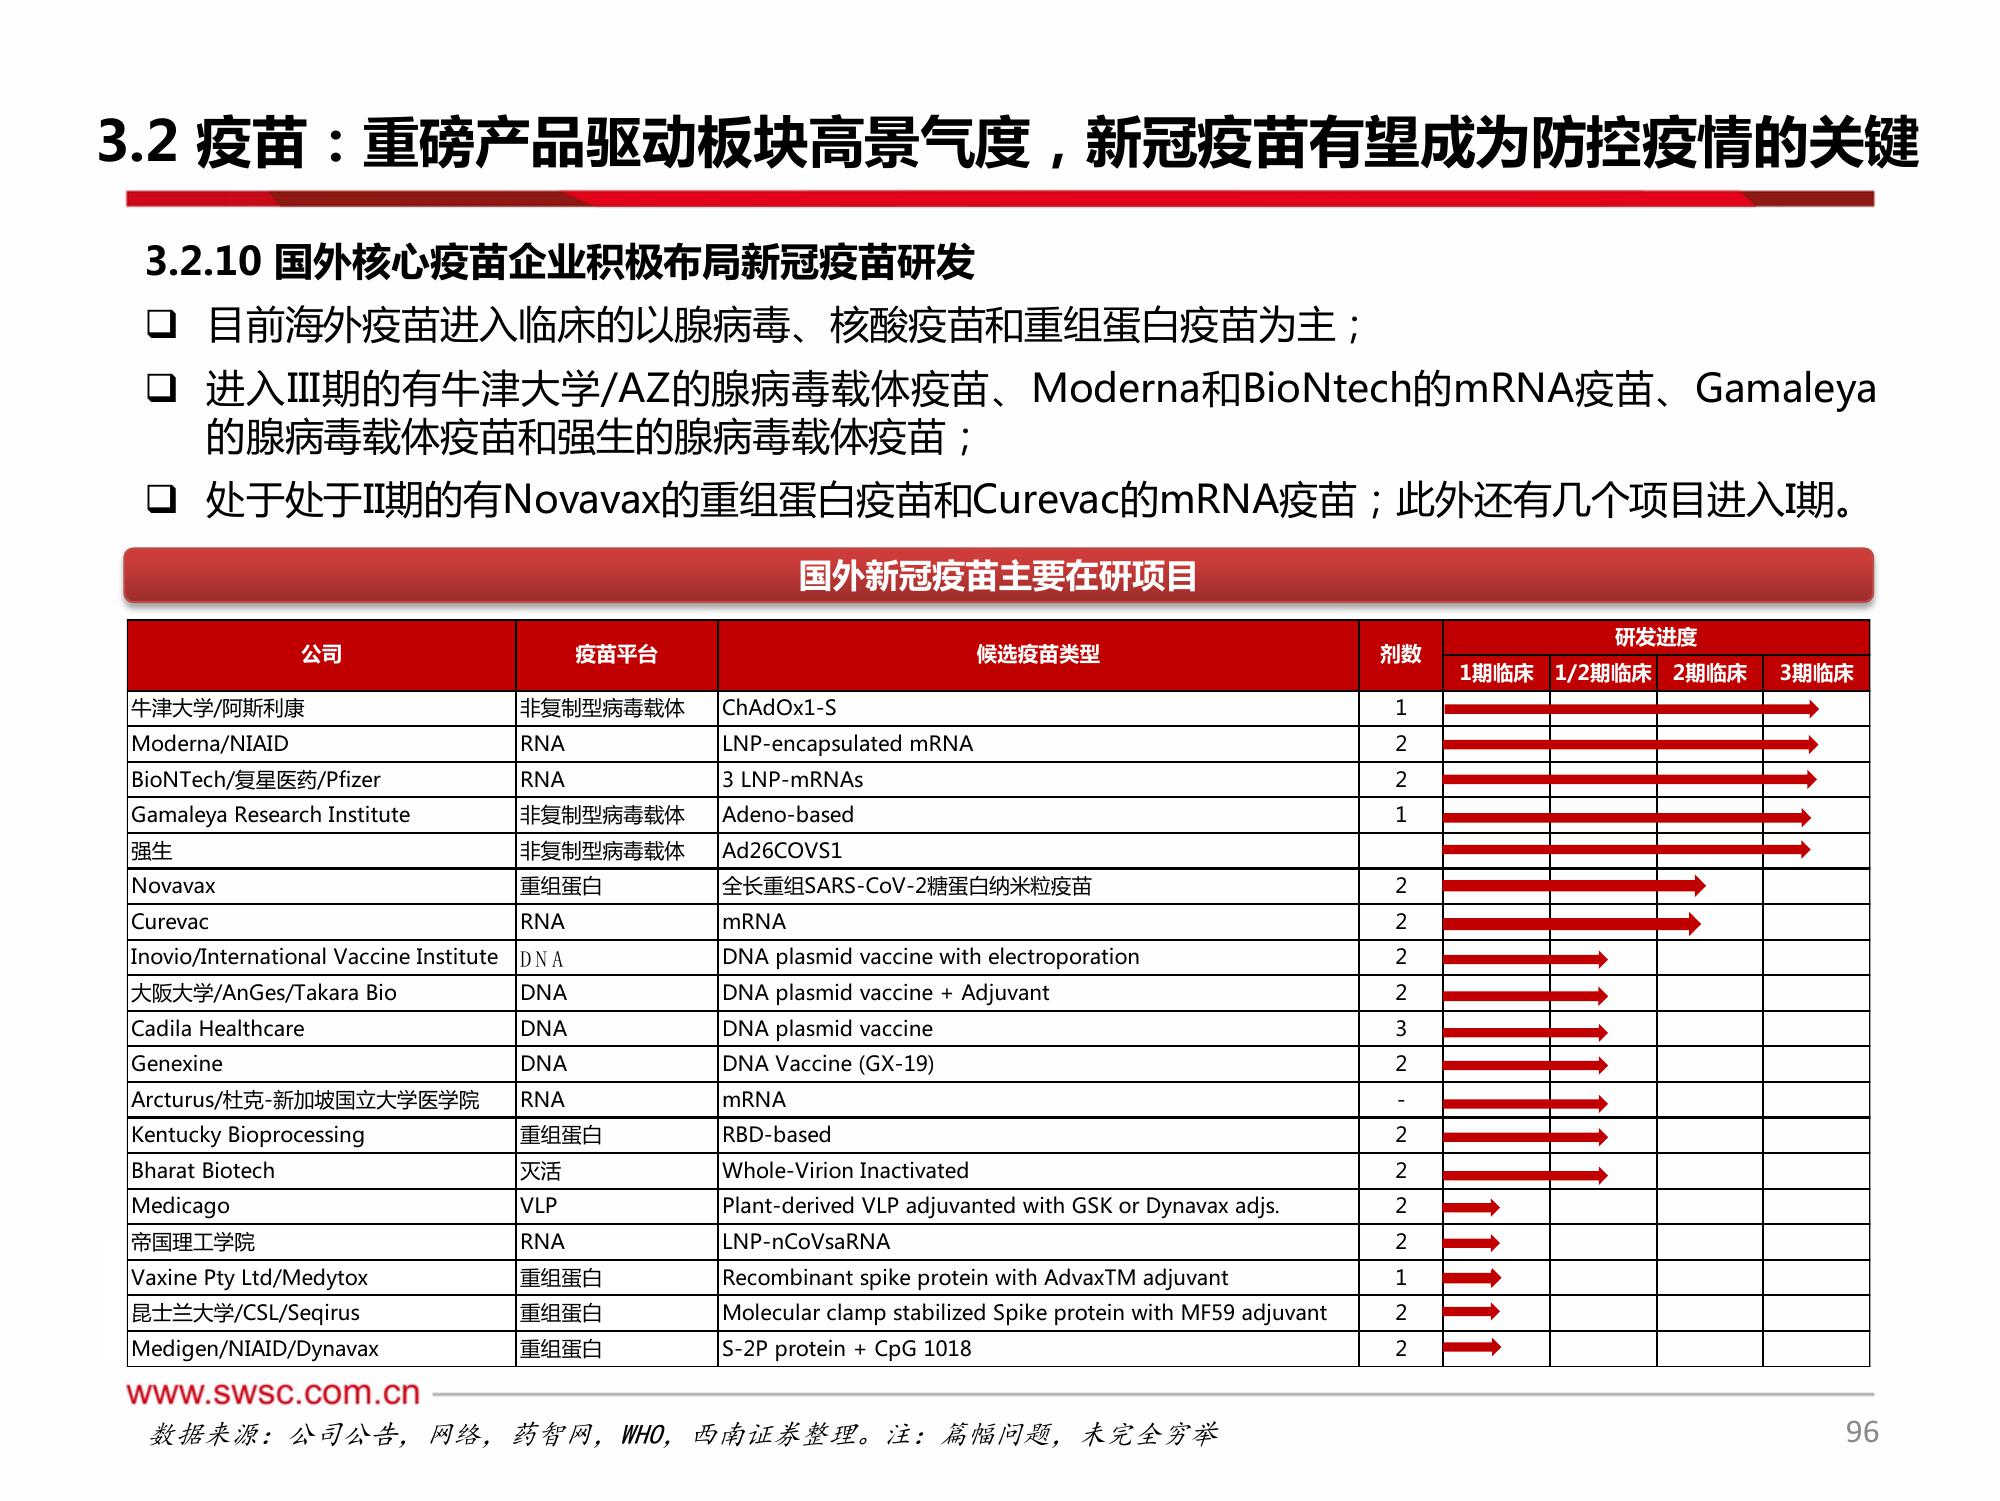 3.2 疫苗：重磅产品驱动板块高景气度，新冠疫苗有望成为防控疫情的关键
3.2.10 国外核心疫苗企业积极布局新冠疫苗研发
❑ 目前海外疫苗进入临床的以腺病毒、核酸疫苗和重组蛋白疫苗为主；
❑ 进入III期的有牛津大学/AZ的腺病毒载体疫苗、Moderna和BioNtech的mRNA疫苗、Gamaleya
的腺病毒载体疫苗和强生的腺病毒载体疫苗；
❑ 处于处于II期的有Novavax的重组蛋白疫苗和Curevac的mRNA疫苗；此外还有几个项目进入I期。
国外新冠疫苗主要在研项目
公司 疫苗平台 候选疫苗类型 剂数 研发进度
1期临床 1/2期临床 2期临床 3期临床
牛津大学/阿斯利康 非复制型病毒载体 ChAdOx1-S 1
Moderna/NIAID RNA LNP-encapsulated mRNA 2
BioNTech/复星医药/Pfizer RNA 3 LNP-mRNAs 2
Gamaleya Research Institute 非复制型病毒载体 Adeno-based 1
强生 非复制型病毒载体 Ad26COVS1
Novavax 重组蛋白 全长重组SARS-CoV-2糖蛋白纳米粒疫苗 2
Curevac RNA mRNA 2
Inovio/International Vaccine Institute DNA DNA plasmid vaccine with electroporation 2
大阪大学/AnGes/Takara Bio DNA DNA plasmid vaccine + Adjuvant 2
Cadila Healthcare DNA DNA plasmid vaccine 3
Genexine DNA DNA Vaccine (GX-19) 2
Arcturus/杜克-新加坡国立大学医学院 RNA mRNA -
Kentucky Bioprocessing 重组蛋白 RBD-based 2
Bharat Biotech 灭活 Whole-Virion Inactivated 2
Medicago VLP Plant-derived VLP adjuvanted with GSK or Dynavax adjs. 2
帝国理工学院 RNA LNP-nCoVsaRNA 2
Vaxine Pty Ltd/Medytox 重组蛋白 Recombinant spike protein with AdvaxTM adjuvant 1
昆士兰大学/CSL/Seqirus 重组蛋白 Molecular clamp stabilized Spike protein with MF59 adjuvant 2
Medigen/NIAID/Dynavax 重组蛋白 S-2P protein + CpG 1018 2
www.swsc.com.cn
数据来源：公司公告，网络，药智网，WHO，西南证券整理。注：篇幅问题，未完全穷举
96